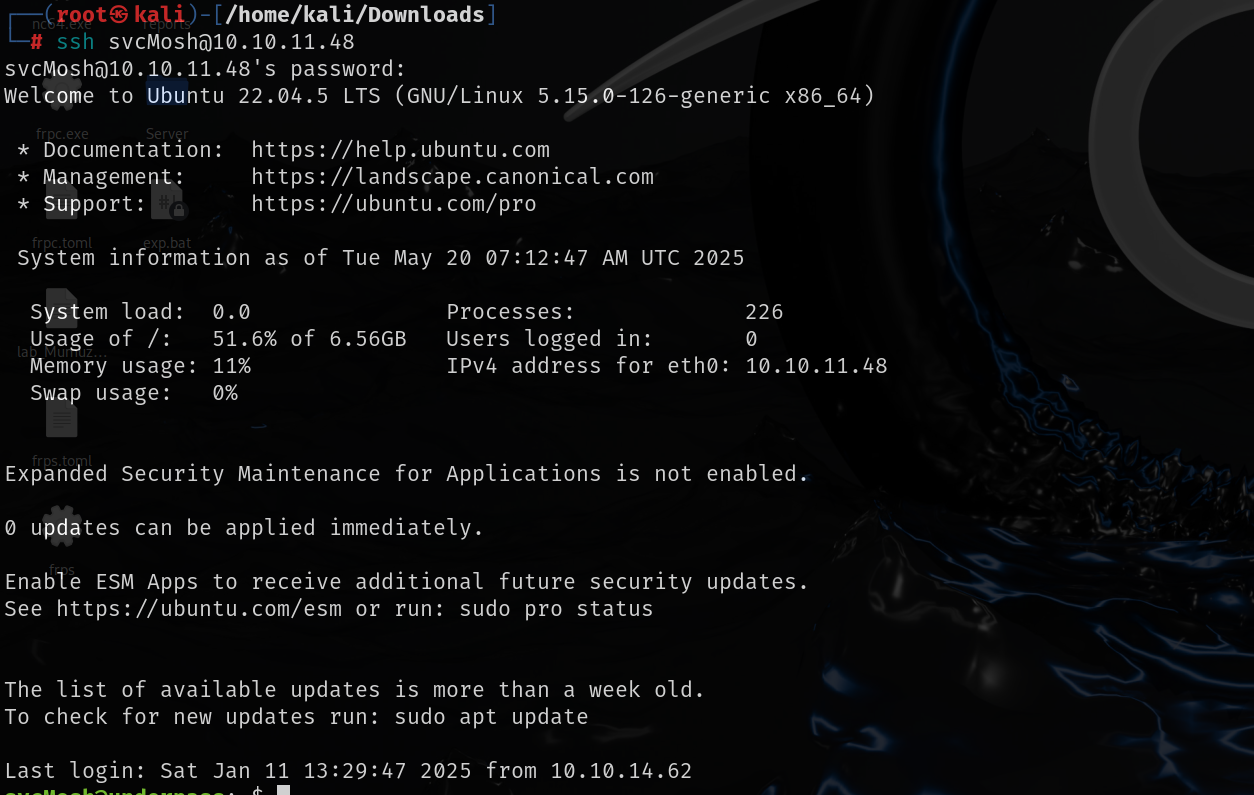 ┌──(root㉿kali)-[/home/kali/Downloads]
└─# ssh svcMosh@10.10.11.48
svcMosh@10.10.11.48's password:
Welcome to Ubuntu 22.04.5 LTS (GNU/Linux 5.15.0-126-generic x86_64)
* Documentation: https://help.ubuntu.com
* Management: https://landscape.canonical.com
* Support: https://ubuntu.com/pro
System information as of Tue May 20 07:12:47 AM UTC 2025
System load: 0.0 Processes: 226
Usage of /: 51.6% of 6.56GB Users logged in: 0
Memory usage: 11% IPv4 address for eth0: 10.10.11.48
Swap usage: 0%
Expanded Security Maintenance for Applications is not enabled.
0 updates can be applied immediately.
Enable ESM Apps to receive additional future security updates.
See https://ubuntu.com/esm or run: sudo pro status
The list of available updates is more than a week old.
To check for new updates run: sudo apt update
Last login: Sat Jan 11 13:29:47 2025 from 10.10.14.62
svcMosh@underpass:~$
nc64.exe
reports
frpc.exe
Server
frpc.toml
exp.bat
frps.toml
frps